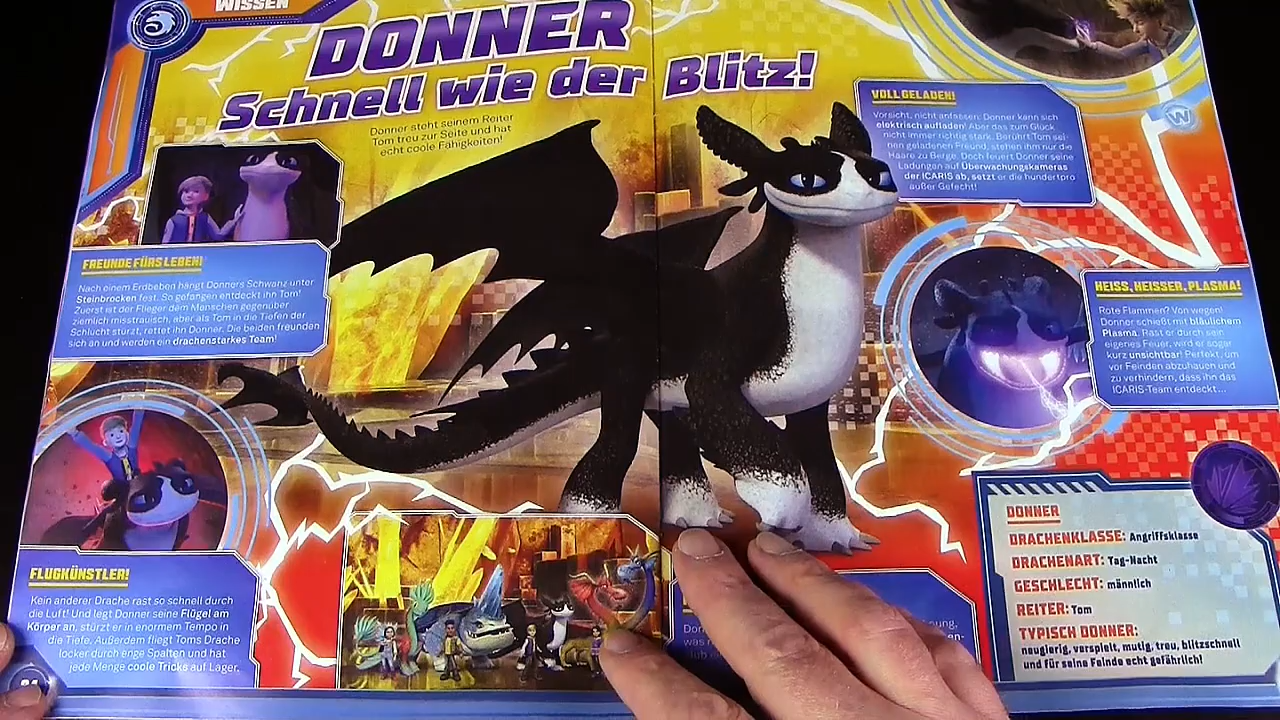 WISSEN
DONNER
Schnell wie der Blitz!
Donner steht seinem Reiter
Tom treu zur Seite und hat
echt coole Fähigkeiten!
FREUNDE FÜRS LEBEN!
Nach einem Erdbeben hängt Donners Schwanz unter
Steinbrocken fest. So gefangen entdeckt ihn Tom!
Zuerst ist der Flieger dem Menschen gegenüber
ziemlich misstrauisch, aber als Tom in die Tiefen der
Schlucht stürzt, rettet ihn Donner. Die beiden freunden
sich an und werden ein drachenstarkes Team!
FLUGKÜNSTLER!
Kein anderer Drache rast so schnell durch
die Luft! Und legt Donner seine Flügel am
Körper an, stürzt er in enormem Tempo in
die Tiefe. Außerdem fliegt Toms Drache
locker durch enge Spalten und hat
jede Menge coole Tricks auf Lager.
VOLL GELADEN!
Vorsicht, nicht anfassen: Donner kann sich
elektrisch aufladen! Aber das zum Glück
nicht immer richtig stark. Berührt Tom sei-
nen geladenen Freund, stehen ihm nur die
Haare zu Berge. Doch feuert Donner seine
Ladungen auf Überwachungskameras
der ICARIS ab, setzt er die hundertpro
außer Gefecht!
HEISS, HEISSER, PLASMA!
Rote Flammen? Von wegen!
Donner schießt mit bläulichem
Plasma. Rast er durch sein
eigenes Feuer, wird er sogar
kurz unsichtbar! Perfekt, um
vor Feinden abzuhauen und
zu verhindern, dass ihn das
ICARIS-Team entdeckt ...
DONNER
DRACHENKLASSE: Angriffsklasse
DRACHENART: Tag-Nacht
GESCHLECHT: männlich
REITER: Tom
TYPISCH DONNER:
neugierig, verspielt, mutig, treu, blitzschnell
und für seine Feinde echt gefährlich!